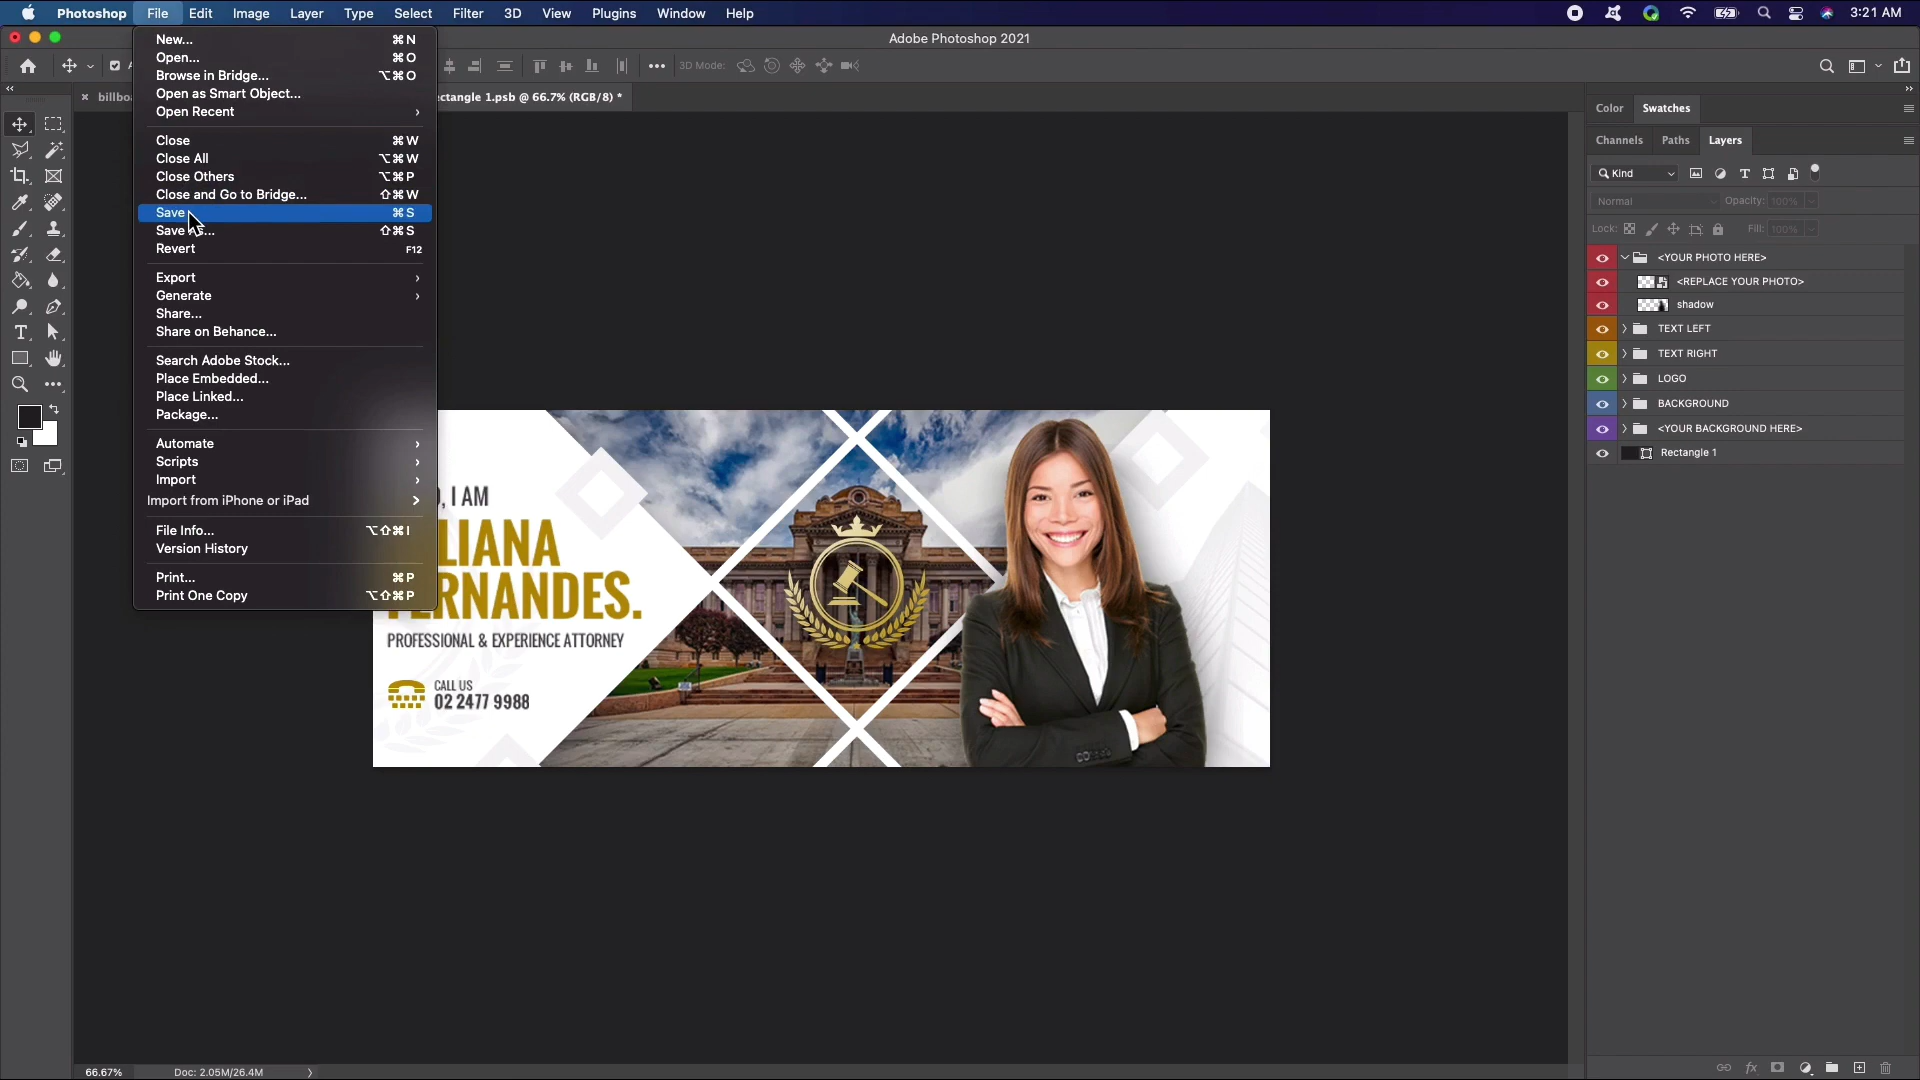 Photoshop File Edit Image Layer Type Select Filter 3D View Plugins Window Help 3:21 AM
Adobe Photoshop 2021
3D Mode:
ctangle 1.psb @ 66.7% (RGB/8) *
New... ⌘N
Open... ⌘O
Browse in Bridge... ⌥⌘O
Open as Smart Object...
Open Recent
Close ⌘W
Close All ⌥⌘W
Close Others ⌥⌘P
Close and Go to Bridge... ⇧⌘W
Save ⌘S
Save ⇧⌘S
Revert F12
Export
Generate
Share...
Share on Behance...
Search Adobe Stock...
Place Embedded...
Place Linked...
Package...
Automate
Scripts
Import
Import from iPhone or iPad
File Info... ⌥⇧⌘I
Version History
Print... ⌘P
Print One Copy ⌥⇧⌘P
, I AM
LIANA
ERNANDES.
PROFESSIONAL & EXPERIENCE ATTORNEY
CALL US
02 2477 9988
Color Swatches
Channels Paths Layers
Kind
Normal Opacity: 100%
Lock: Fill: 100%
<YOUR PHOTO HERE>
<REPLACE YOUR PHOTO>
shadow
TEXT LEFT
TEXT RIGHT
LOGO
BACKGROUND
<YOUR BACKGROUND HERE>
Rectangle 1
66.67% Doc: 2.05M/26.4M